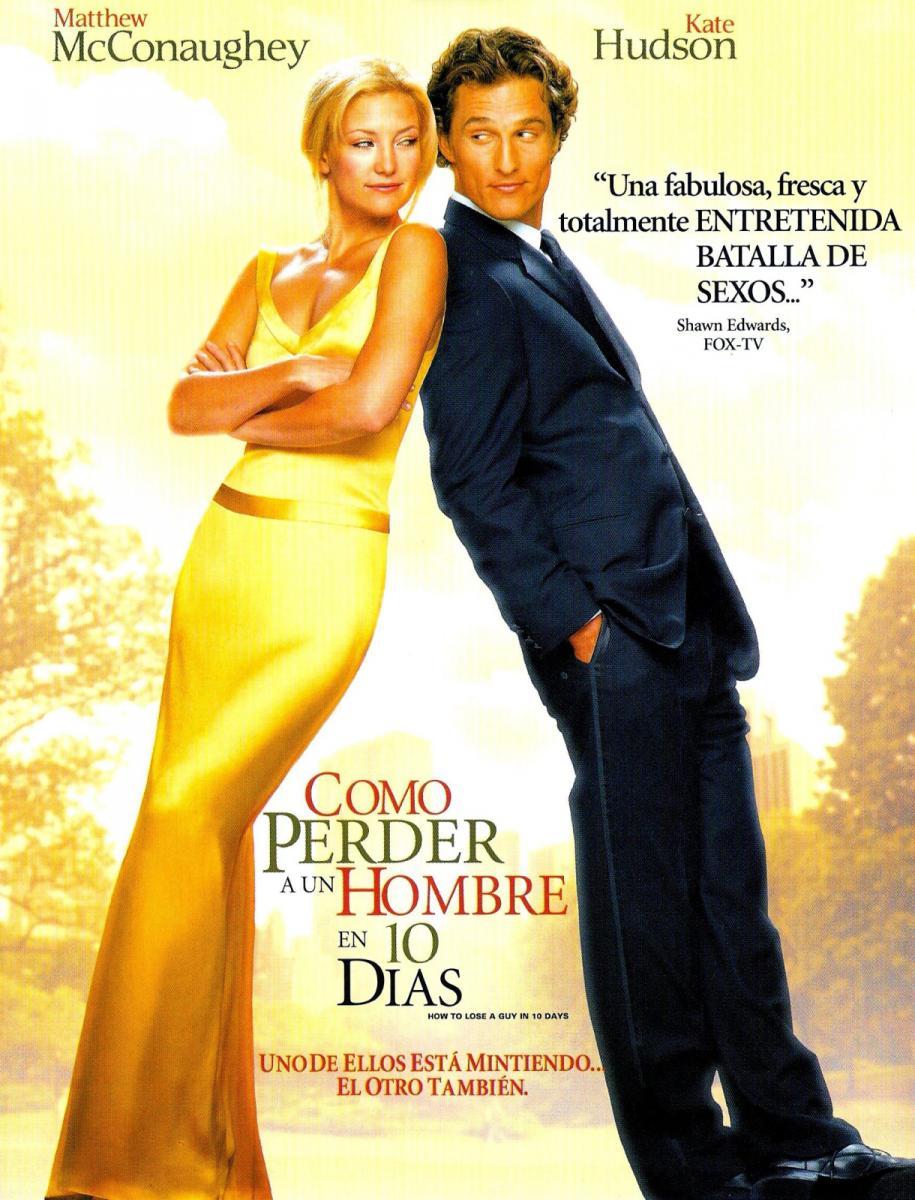 Matthew
McConaughey
Kate
Hudson
“Una fabulosa, fresca y
totalmente ENTRETENIDA
BATALLA DE
SEXOS...”
Shawn Edwards,
FOX-TV
COMO
PERDER
A UN HOMBRE
EN 10
DIAS
HOW TO LOSE A GUY IN 10 DAYS
UNO DE ELLOS ESTÁ MINTIENDO...
EL OTRO TAMBIÉN.